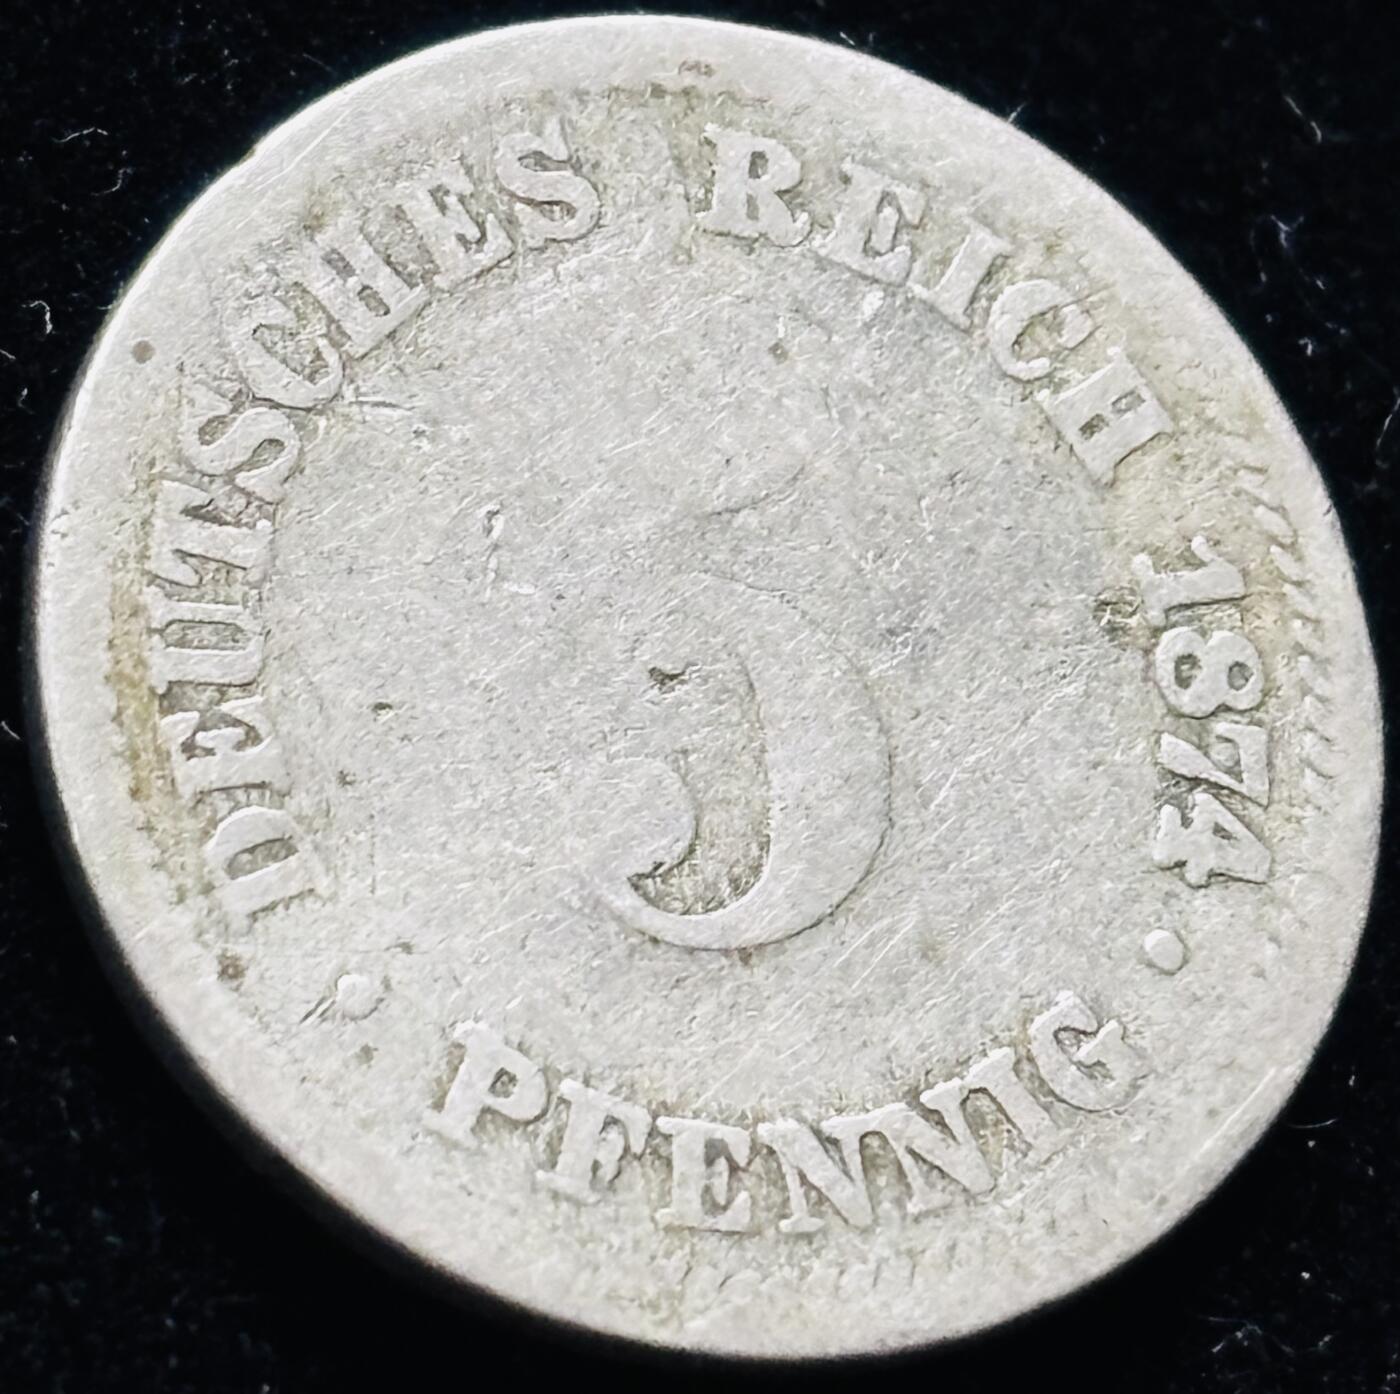 DEUTSCHES REICH 1874
5
· PFENNIG ·